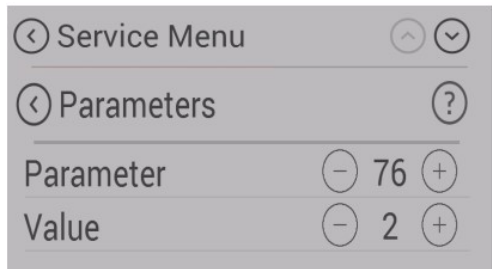 Service Menu
Parameters ?
Parameter - 76 +
Value - 2 +